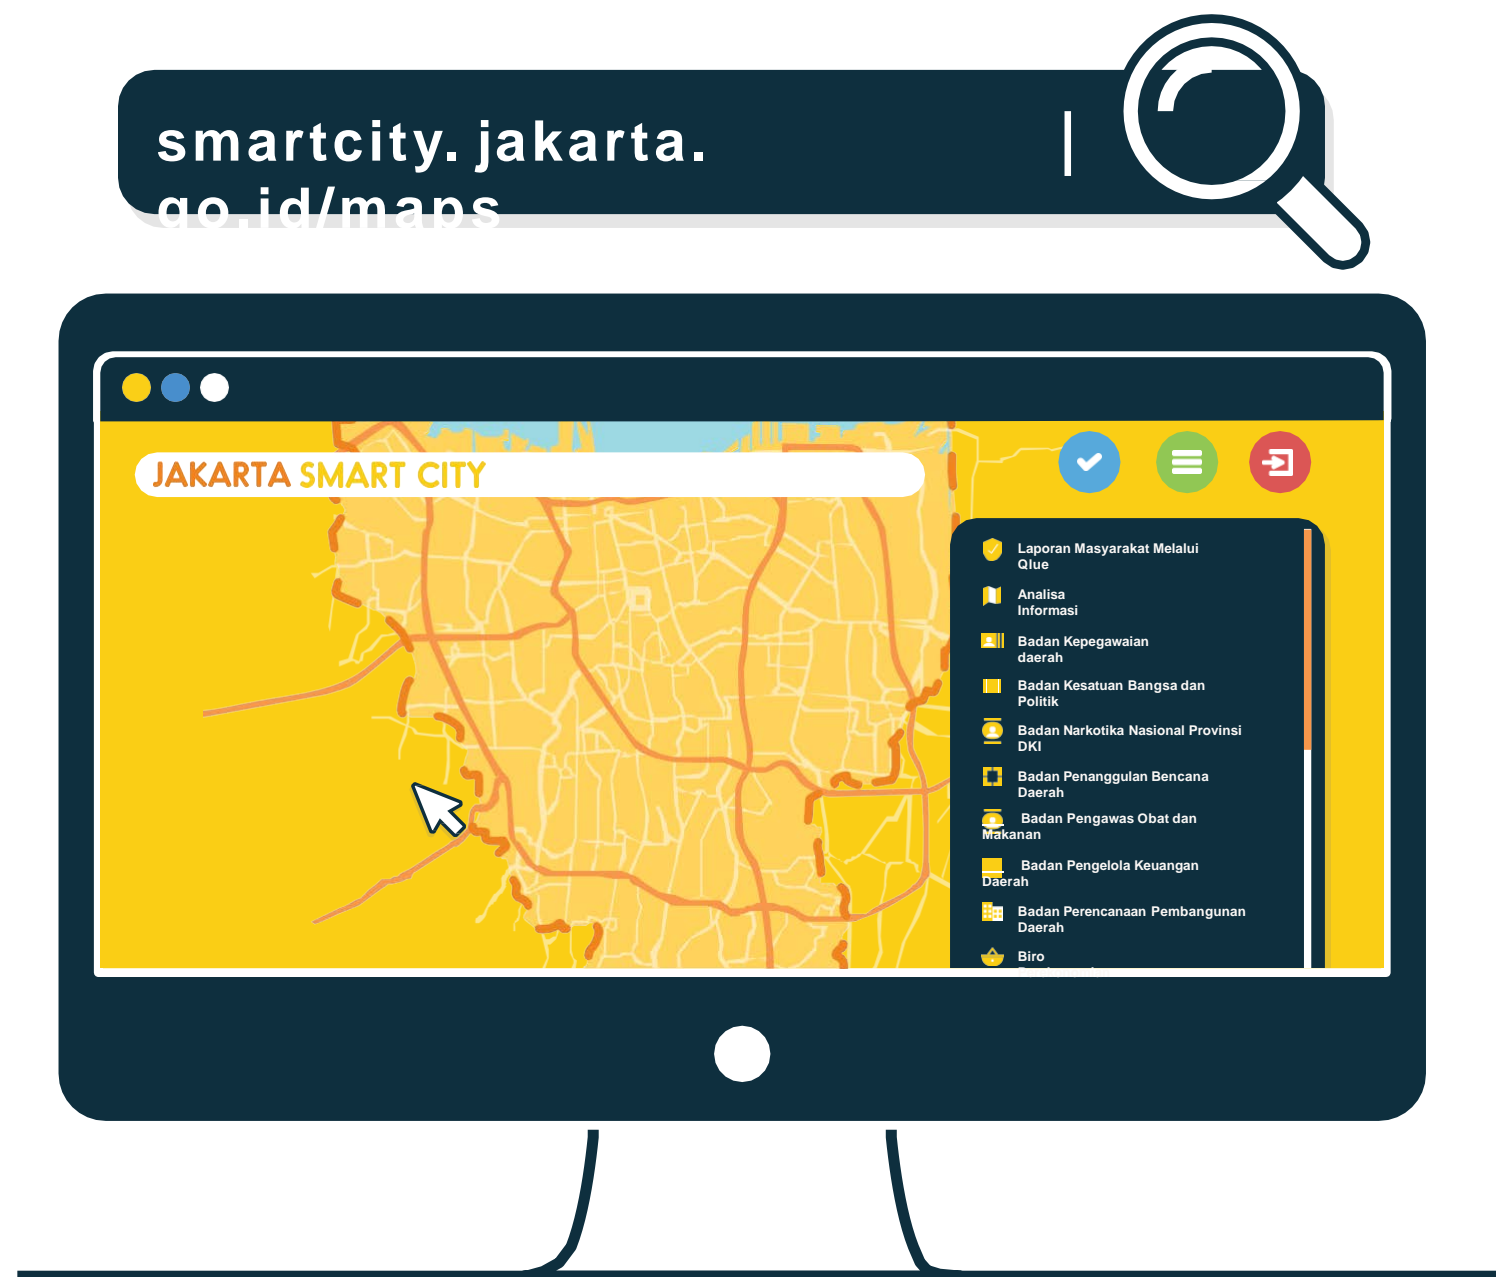 smartcity. jakarta.
go.id/maps
JAKARTA SMART CITY
Laporan Masyarakat Melalui
Qlue
Analisa
Informasi
Badan Kepegawaian
daerah
Badan Kesatuan Bangsa dan
Politik
Badan Narkotika Nasional Provinsi
DKI
Badan Penanggulan Bencana
Daerah
Badan Pengawas Obat dan
Makanan
Badan Pengelola Keuangan
Daerah
Badan Perencanaan Pembangunan
Daerah
Biro